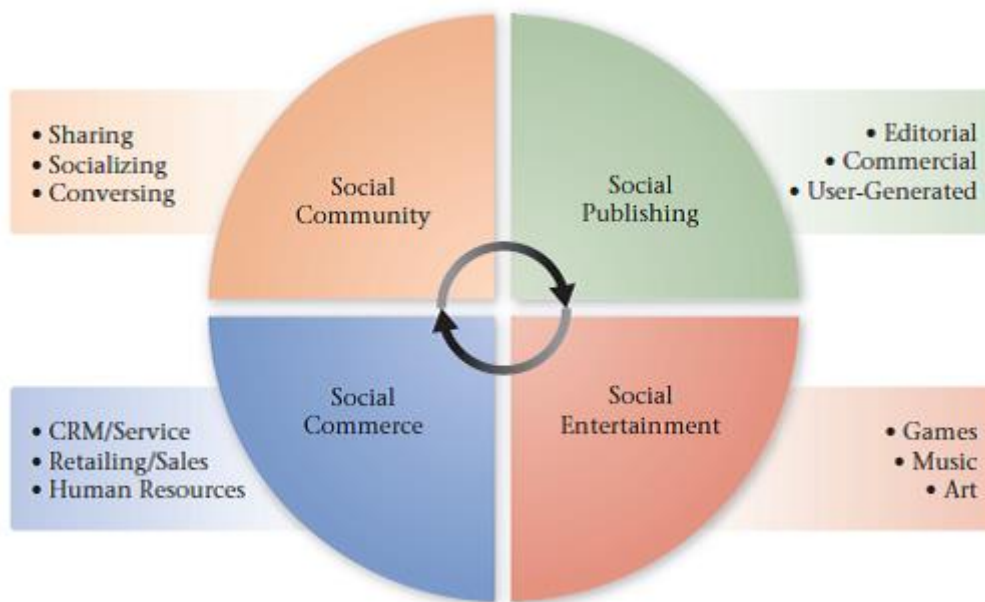 • Sharing
• Socializing
• Conversing
Social
Community
Social
Publishing
• Editorial
• Commercial
• User-Generated
• CRM/Service
• Retailing/Sales
• Human Resources
Social
Commerce
Social
Entertainment
• Games
• Music
• Art